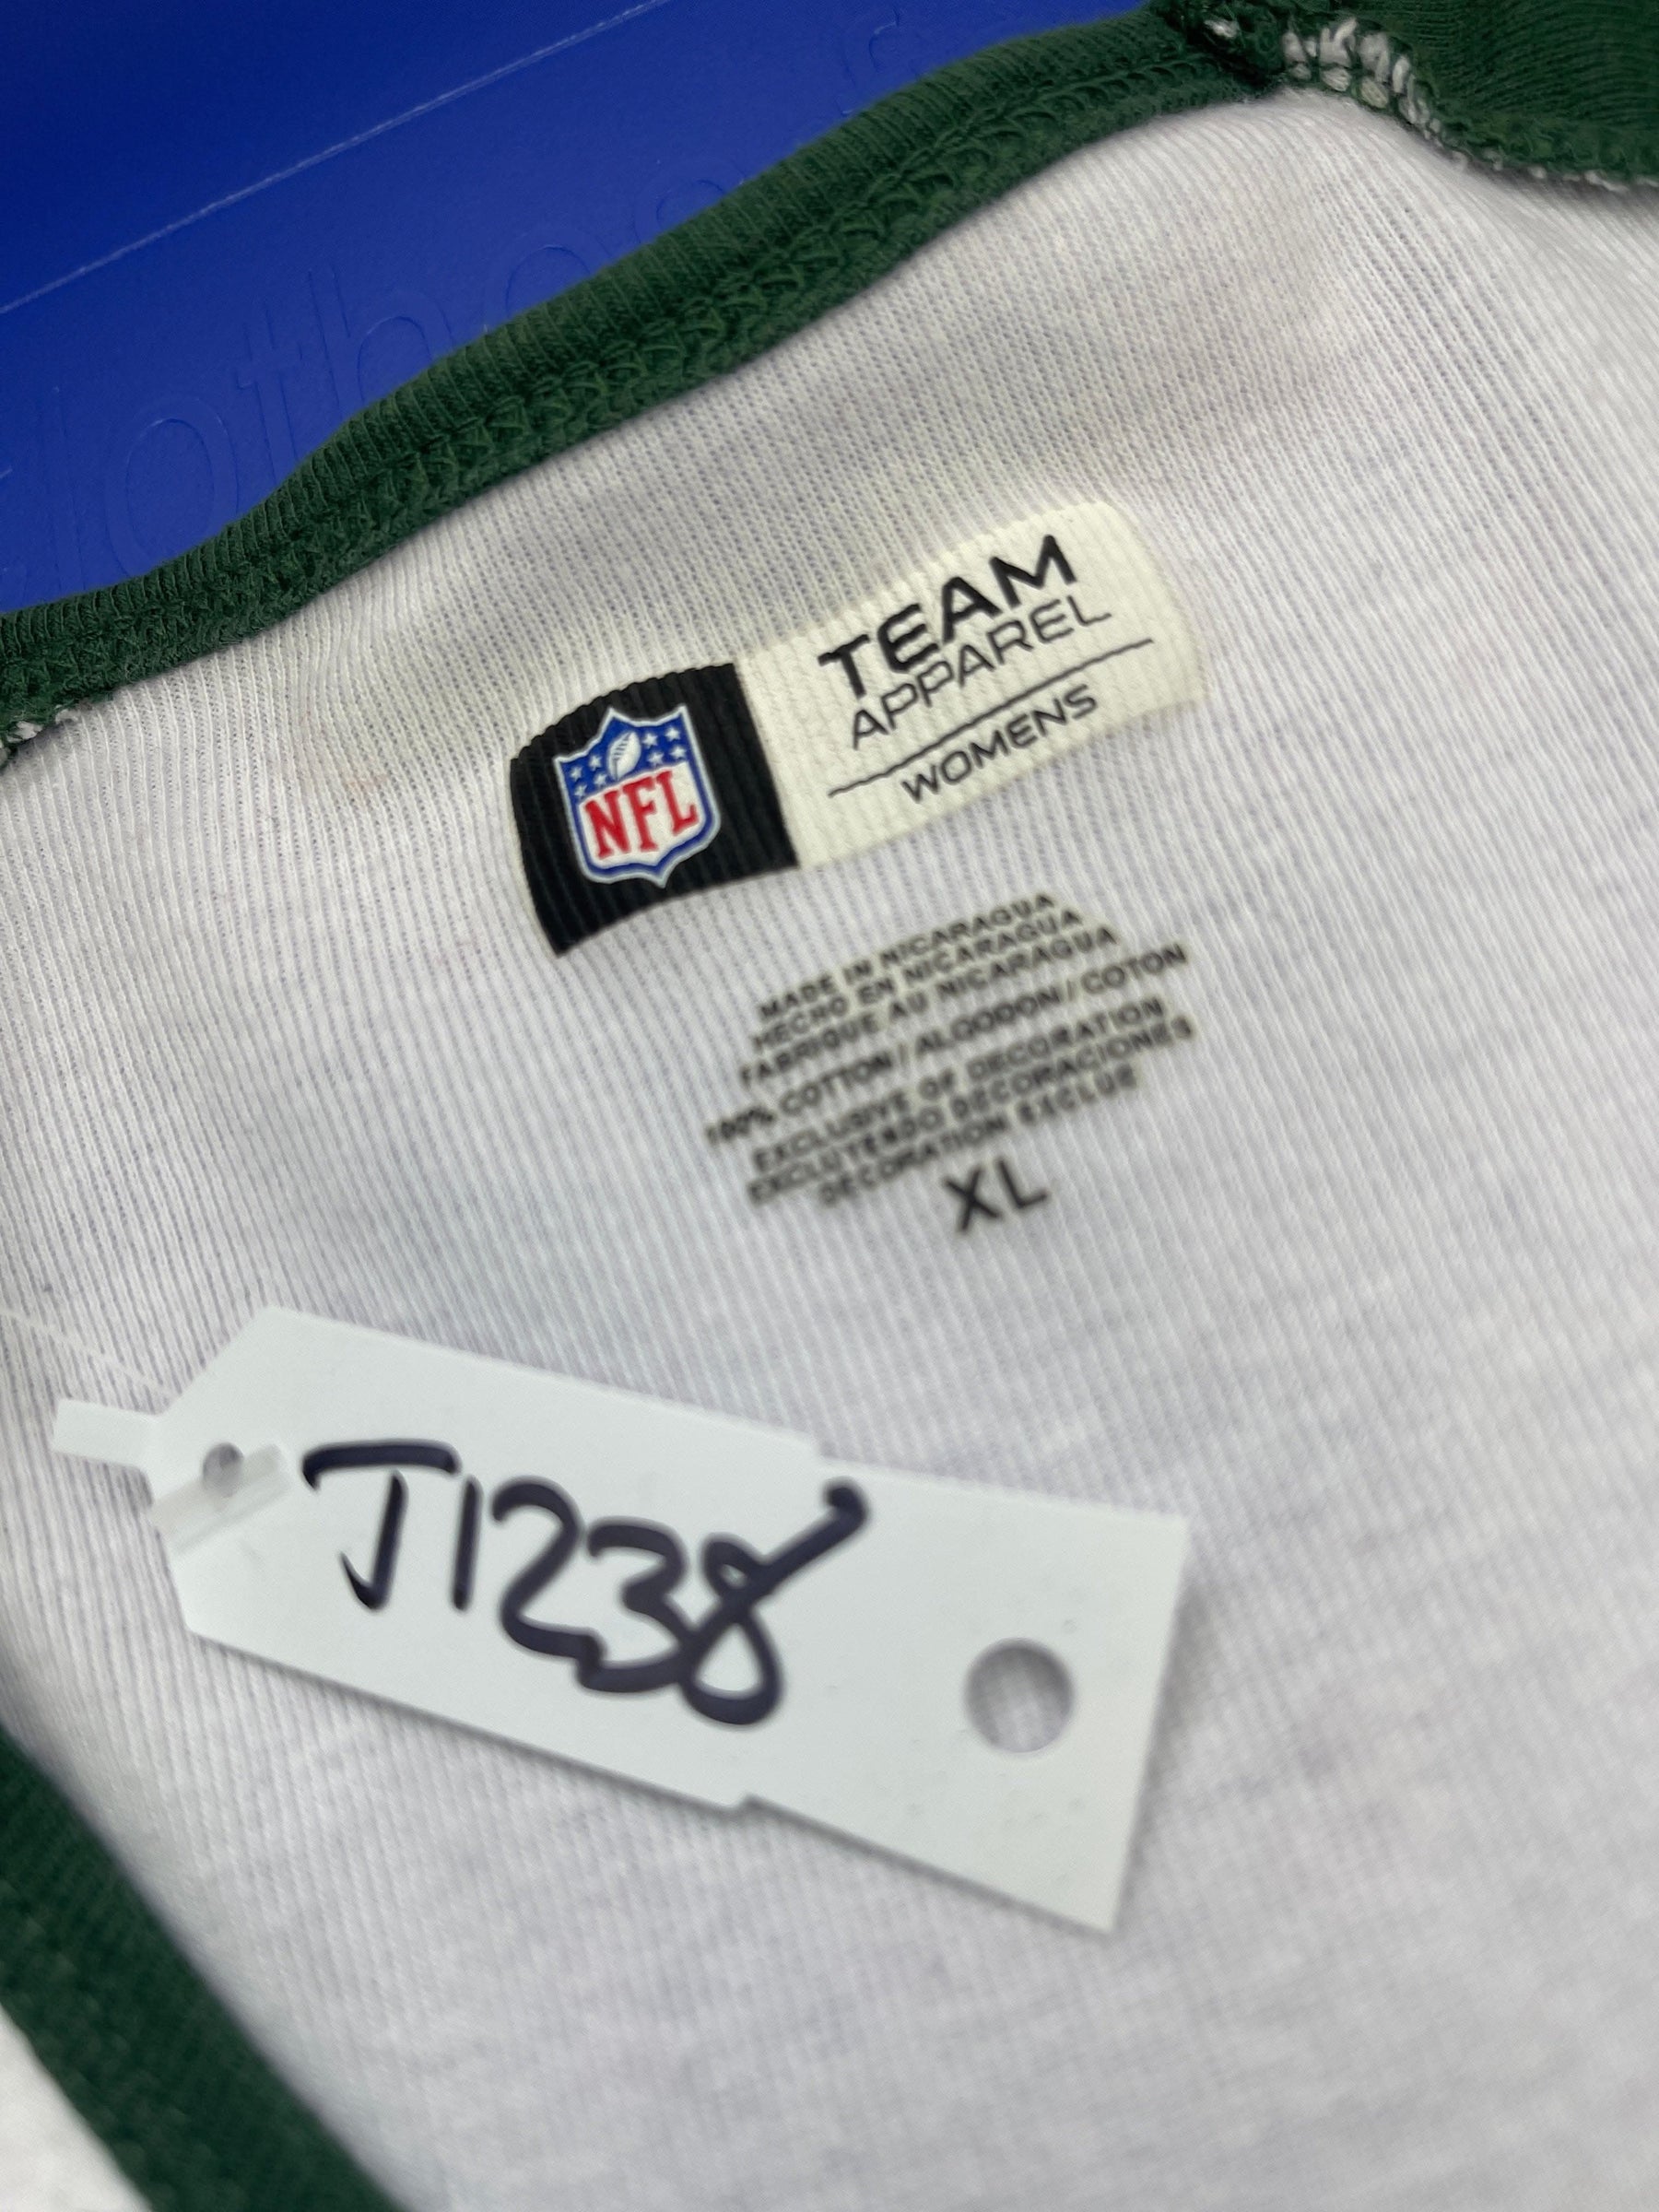 clothes
TEAM
APPAREL
WOMENS
NFL
MADE IN NICARAGUA
HECHO EN NICARAGUA
FABRIQUE AU NICARAGUA
100% COTTON/ALGODON/COTON
EXCLUSIVE OF DECORATION
EXCLUYENDO DECORACIONES
DECORATION EXCLUE
XL
J1238